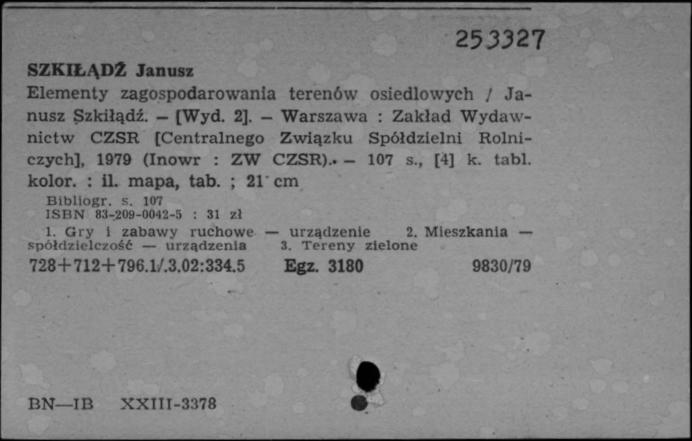 253327
SZKIŁĄDŹ Janusz
Elementy zagospodarowania terenów osiedlowych / Ja-
nusz Szkiłądź. — [Wyd. 2]. — Warszawa : Zakład Wydaw-
nictw CZSR [Centralnego Związku Spółdzielni Rolni-
czych], 1979 (Inowr : ZW CZSR).. — 107 s., [4] k. tabl.
kolor. : il. mapa, tab. ; 21 cm
Bibliogr. s. 107
ISBN 83-209-0042-5 : 31 zł
1. Gry i zabawy ruchowe — urządzenie 2. Mieszkania —
spółdzielczość — urządzenia 3. Tereny zielone
728+712+796.1/.3.02:334.5 Egz. 3180 9830/79
BN—IB XXIII-3378